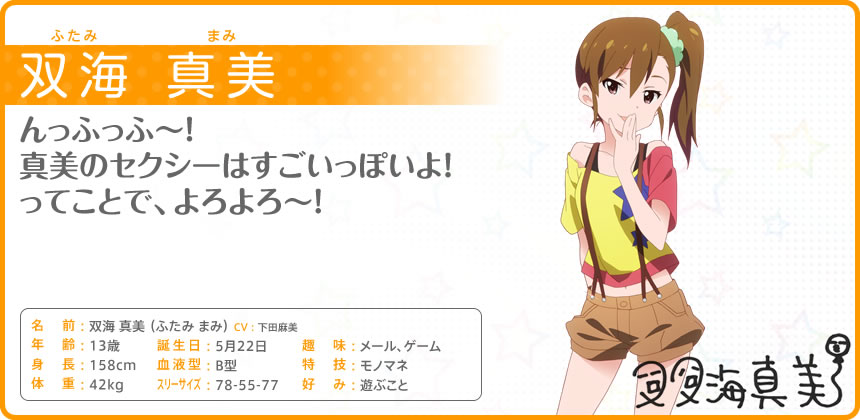 ふたみ まみ
双海 真美
んっふっふ〜!
真美のセクシーはすごいっぽいよ!
ってことで、よろよろ〜!
名 前:双海 真美 (ふたみ まみ) CV:下田麻美
年 齢:13歳 誕生日:5月22日 趣 味:メール、ゲーム
身 長:158cm 血液型:B型 特 技:モノマネ
体 重:42kg スリーサイズ:78-55-77 好 み:遊ぶこと
双海真美